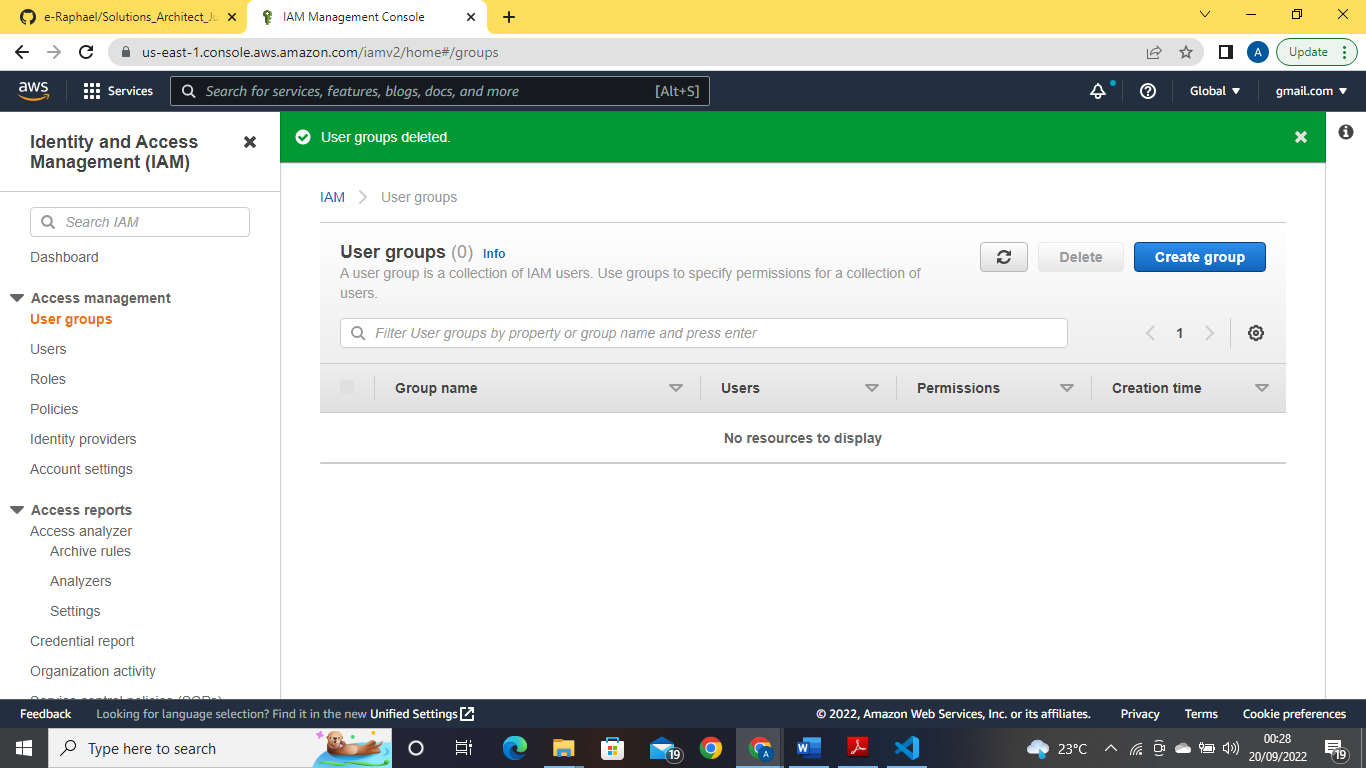 e-Raphael/Solutions_Architect_Ju
IAM Management Console
us-east-1.console.aws.amazon.com/iamv2/home#/groups
A
Update
aws
Services
Search for services, features, blogs, docs, and more
[Alt+S]
Global
gmail.com
Identity and Access
Management (IAM)
Search IAM
Dashboard
Access management
User groups
Users
Roles
Policies
Identity providers
Account settings
Access reports
Access analyzer
Archive rules
Analyzers
Settings
Credential report
Organization activity
Service control policies (SCPs)
User groups deleted.
IAM
User groups
User groups (0) Info
A user group is a collection of IAM users. Use groups to specify permissions for a collection of
users.
Delete
Create group
Filter User groups by property or group name and press enter
1
Group name
Users
Permissions
Creation time
No resources to display
Feedback
Looking for language selection? Find it in the new Unified Settings
© 2022, Amazon Web Services, Inc. or its affiliates.
Privacy
Terms
Cookie preferences
Type here to search
19
A
23°C
00:28
20/09/2022
19